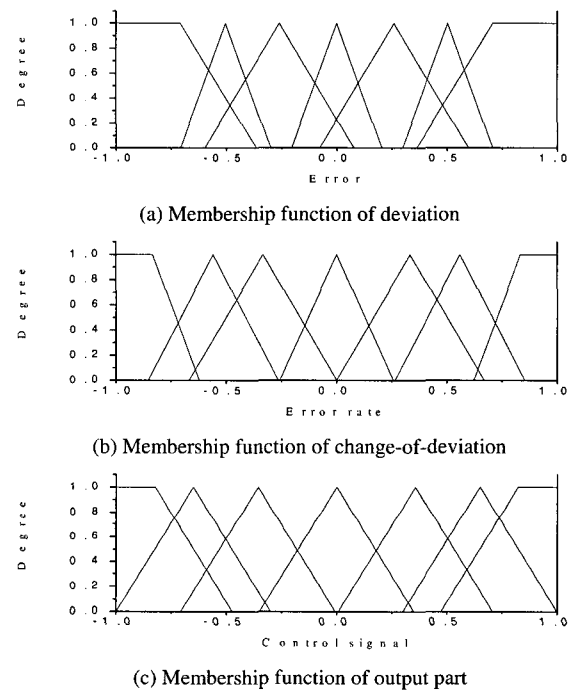 1.0
0.8
0.6
0.4
0.2
0.0
Degree
-1.0 -0.5 0.0 0.5 1.0
Error
(a) Membership function of deviation
1.0
0.8
0.6
0.4
0.2
0.0
Degree
-1.0 -0.5 0.0 0.5 1.0
Error rate
(b) Membership function of change-of-deviation
1.0
0.8
0.6
0.4
0.2
0.0
Degree
-1.0 -0.5 0.0 0.5 1.0
Control signal
(c) Membership function of output part